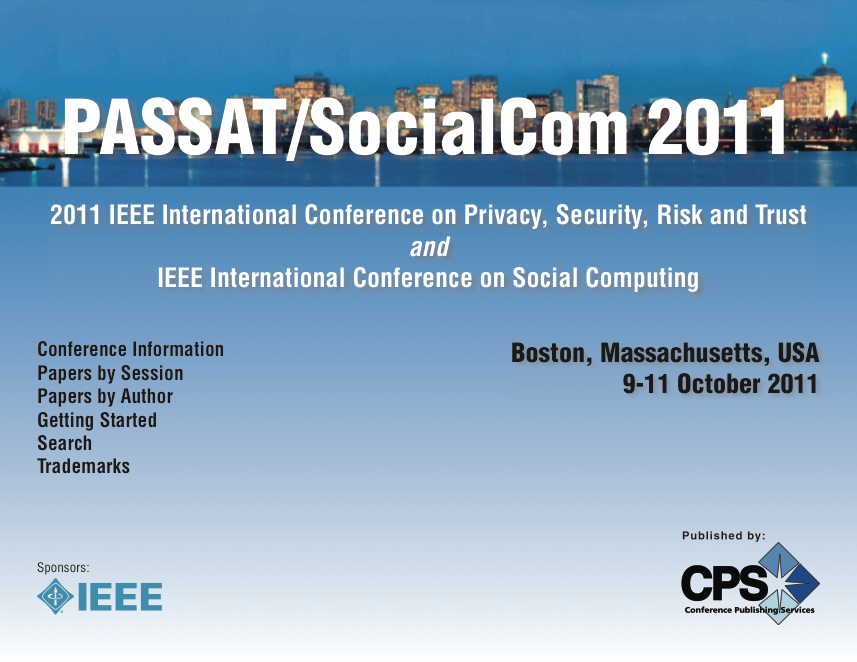 PASSAT/SocialCom 2011
2011 IEEE International Conference on Privacy, Security, Risk and Trust
and
IEEE International Conference on Social Computing
Boston, Massachusetts, USA
9-11 October 2011
Conference Information
Papers by Session
Papers by Author
Getting Started
Search
Trademarks
Sponsors:
IEEE
Published by:
CPS
Conference Publishing Services